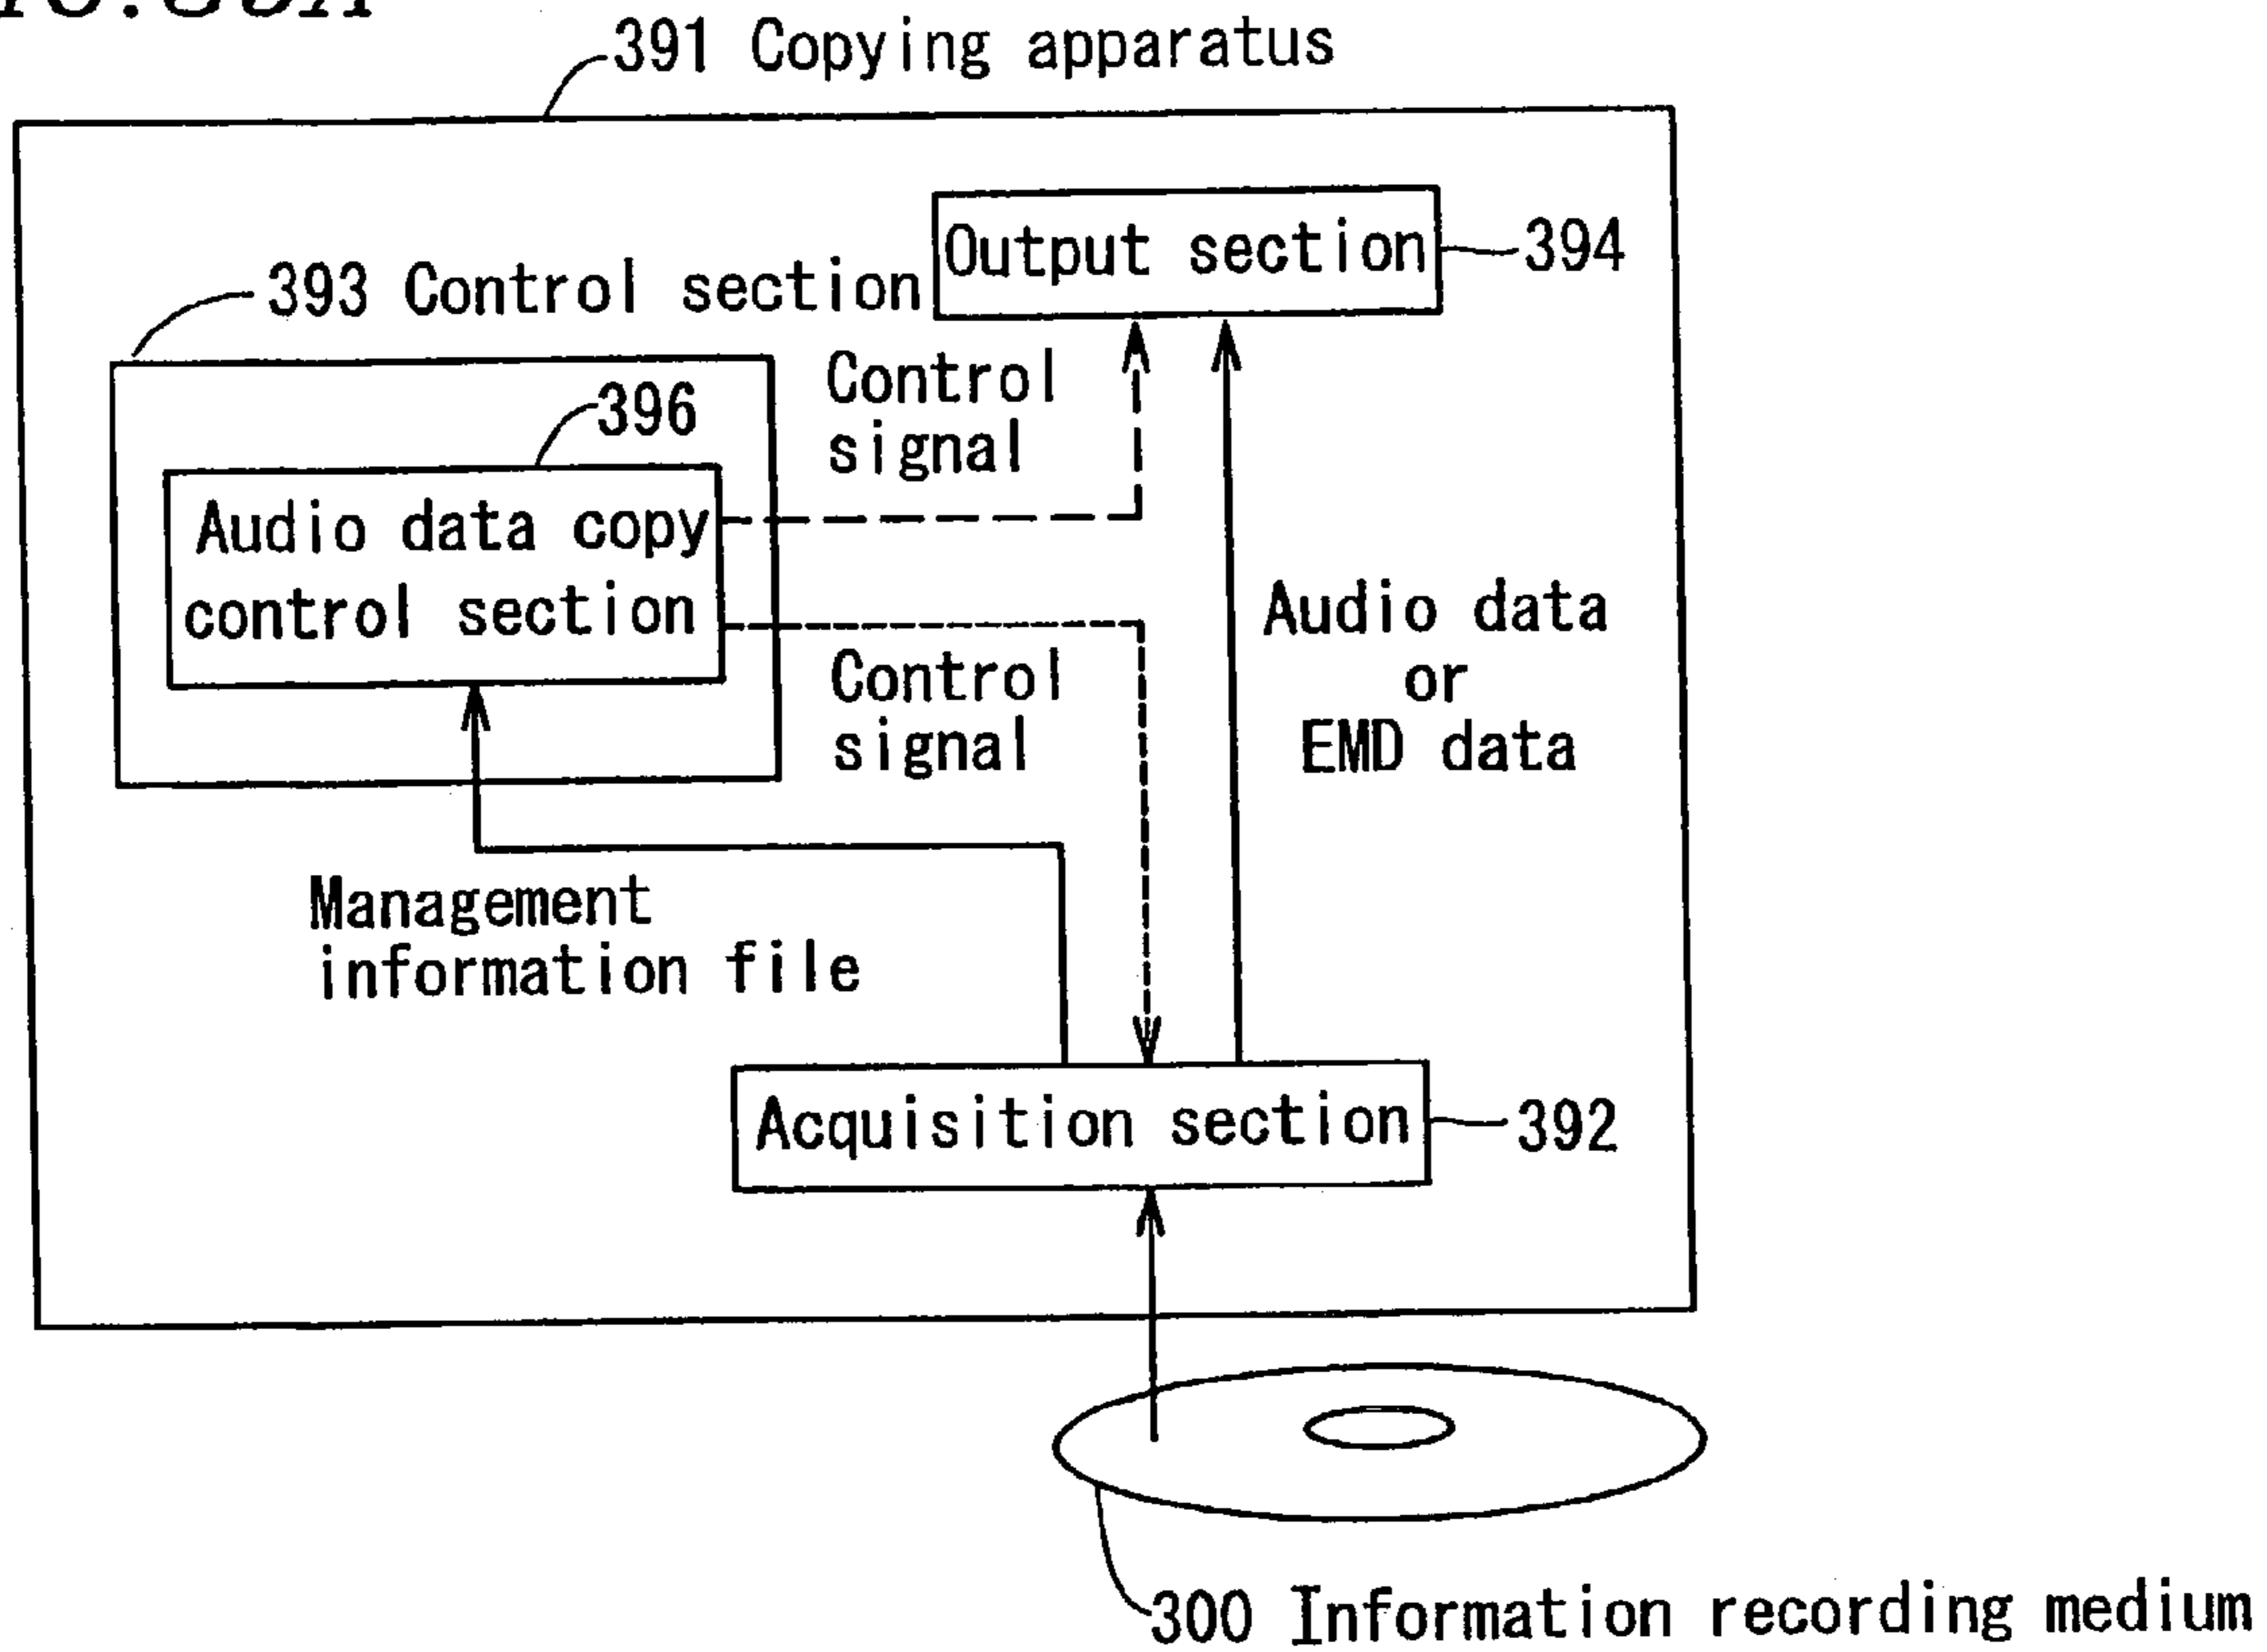 391 Copying apparatus
Output section
394
393 Control section
Control
signal
396
Audio data copy
control section
Control
signal
Audio data
or
EMD data
Management
information file
Acquisition section
392
300 Information recording medium